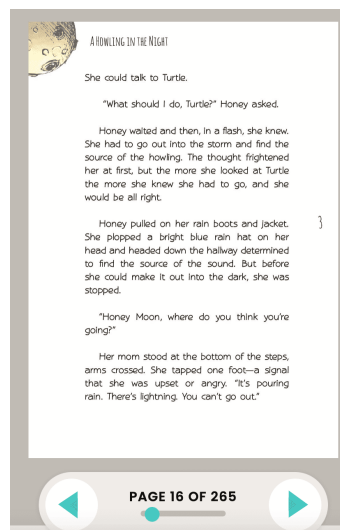 A Howling in the Night
She could talk to Turtle.
"What should I do, Turtle?" Honey asked.
Honey waited and then, in a flash, she knew.
She had to go out into the storm and find the
source of the howling. The thought frightened
her at first, but the more she looked at Turtle
the more she knew she had to go, and she
would be all right.
Honey pulled on her rain boots and jacket.
She plopped a bright blue rain hat on her
head and headed down the hallway determined
to find the source of the sound. But before
she could make it out into the dark, she was
stopped.
3
"Honey Moon, where do you think you're
going?"
Her mom stood at the bottom of the steps,
arms crossed. She tapped one foot—a signal
that she was upset or angry. "It's pouring
rain. There's lightning. You can't go out."
PAGE 16 OF 265